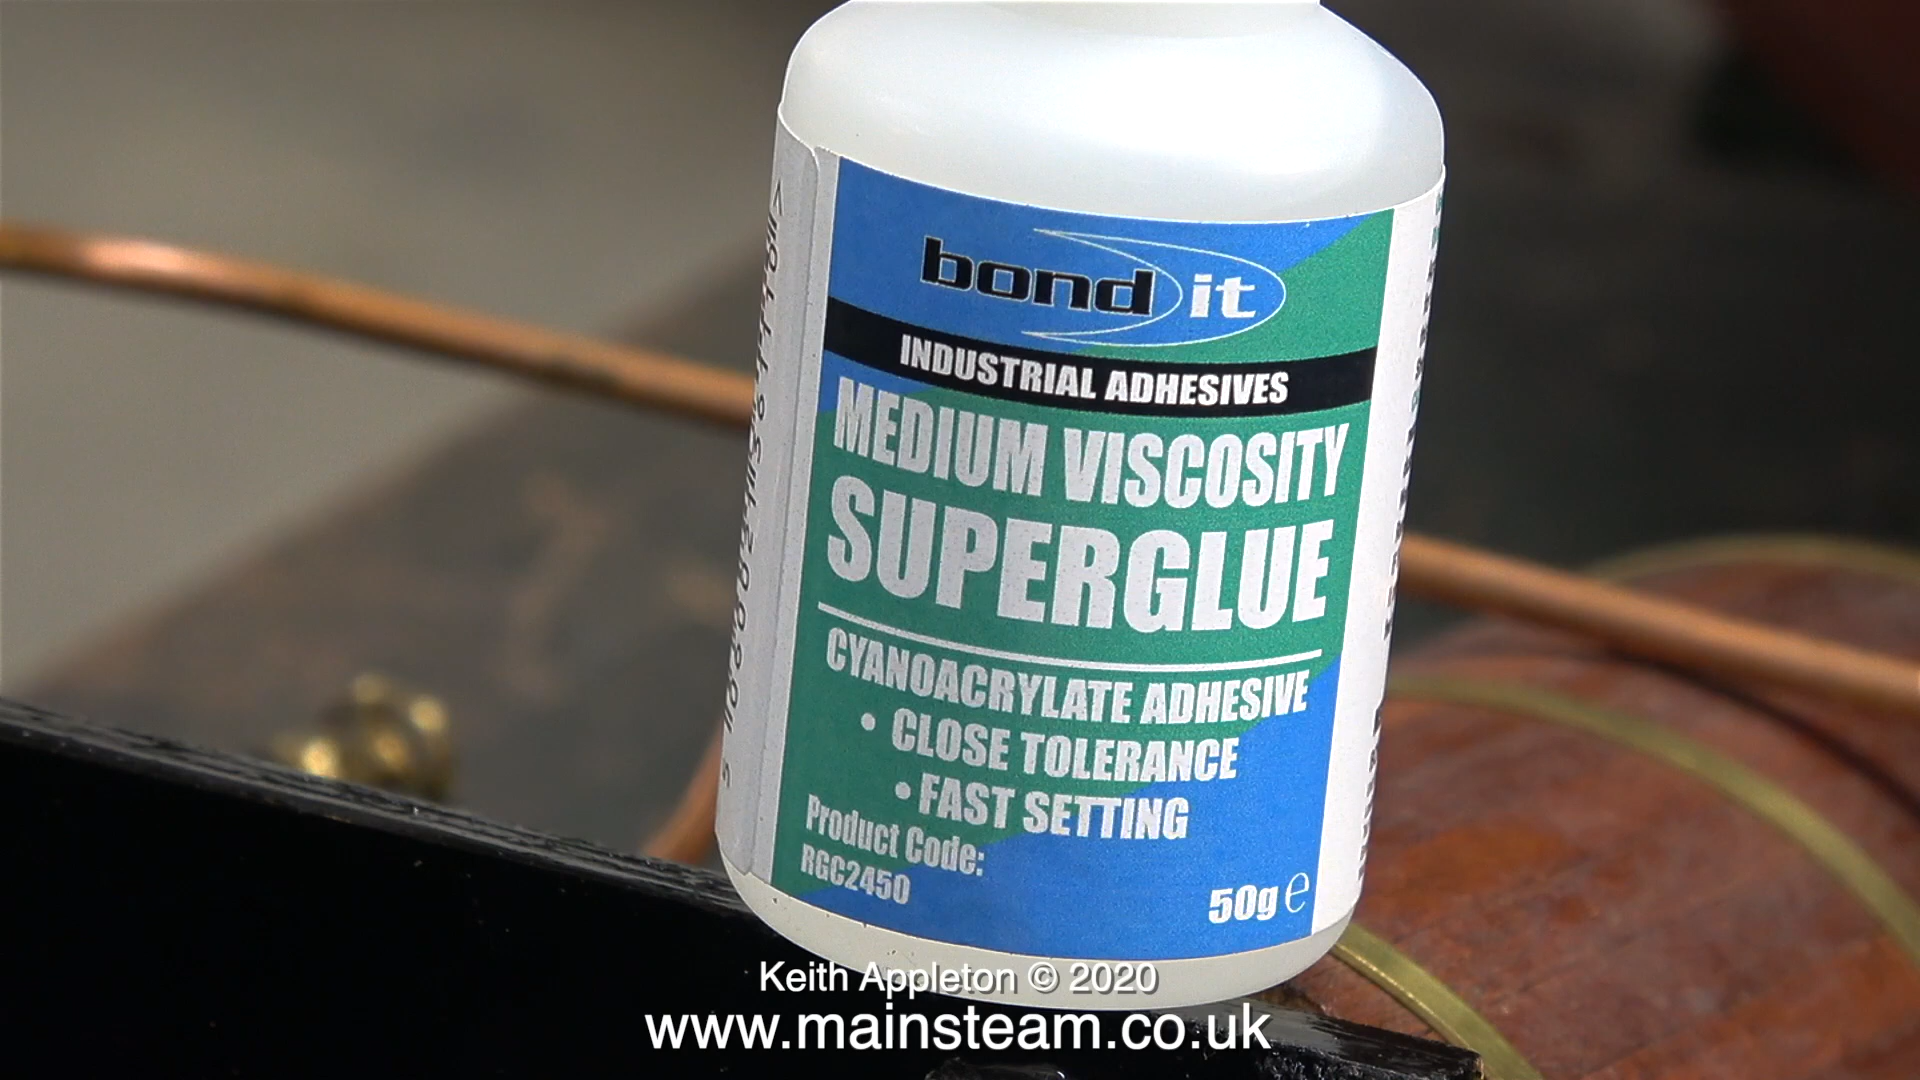 bond it
INDUSTRIAL ADHESIVES
MEDIUM VISCOSITY
SUPERGLUE
CYANOACRYLATE ADHESIVE
• CLOSE TOLERANCE
• FAST SETTING
Product Code:
RGC2450
50g e
Keith Appleton © 2020
www.mainsteam.co.uk